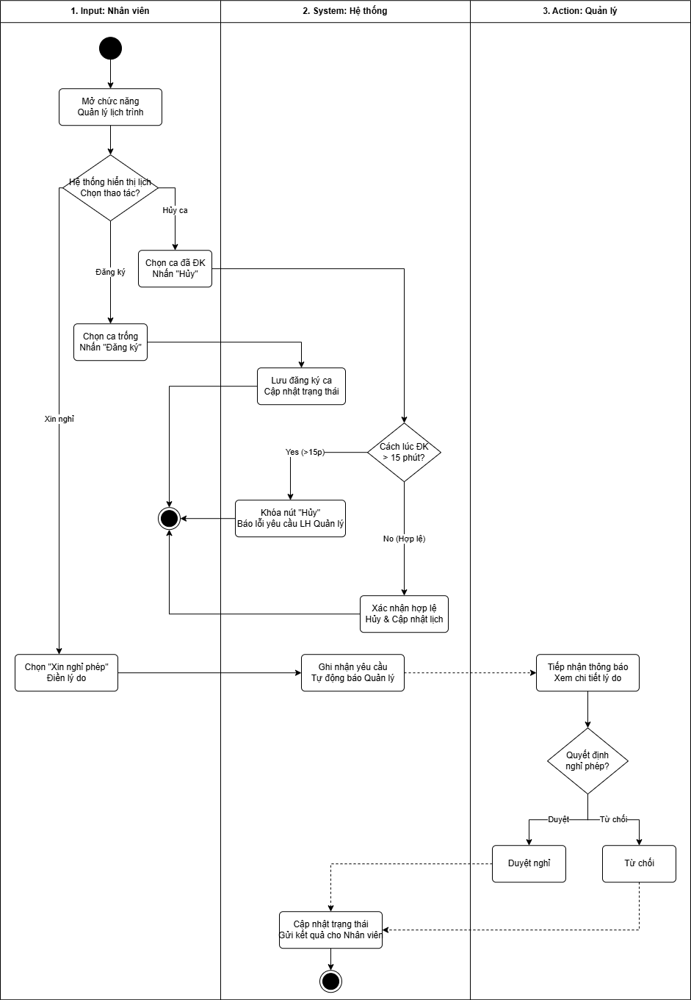 1. Input: Nhân viên
2. System: Hệ thống
3. Action: Quản lý
Mở chức năng
Quản lý lịch trình
Hệ thống hiển thị lịch
Chọn thao tác?
Hủy ca
Chọn ca đã ĐK
Nhấn "Hủy"
Đăng ký
Chọn ca trống
Nhấn "Đăng ký"
Lưu đăng ký ca
Cập nhật trạng thái
Xin nghỉ
Cách lúc ĐK
> 15 phút?
Yes (>15p)
Khóa nút "Hủy"
Báo lỗi yêu cầu LH Quản lý
No (Hợp lệ)
Xác nhận hợp lệ
Hủy & Cập nhật lịch
Chọn "Xin nghỉ phép"
Điền lý do
Ghi nhận yêu cầu
Tự động báo Quản lý
Tiếp nhận thông báo
Xem chi tiết lý do
Quyết định
nghỉ phép?
Duyệt
Từ chối
Duyệt nghỉ
Từ chối
Cập nhật trạng thái
Gửi kết quả cho Nhân viên